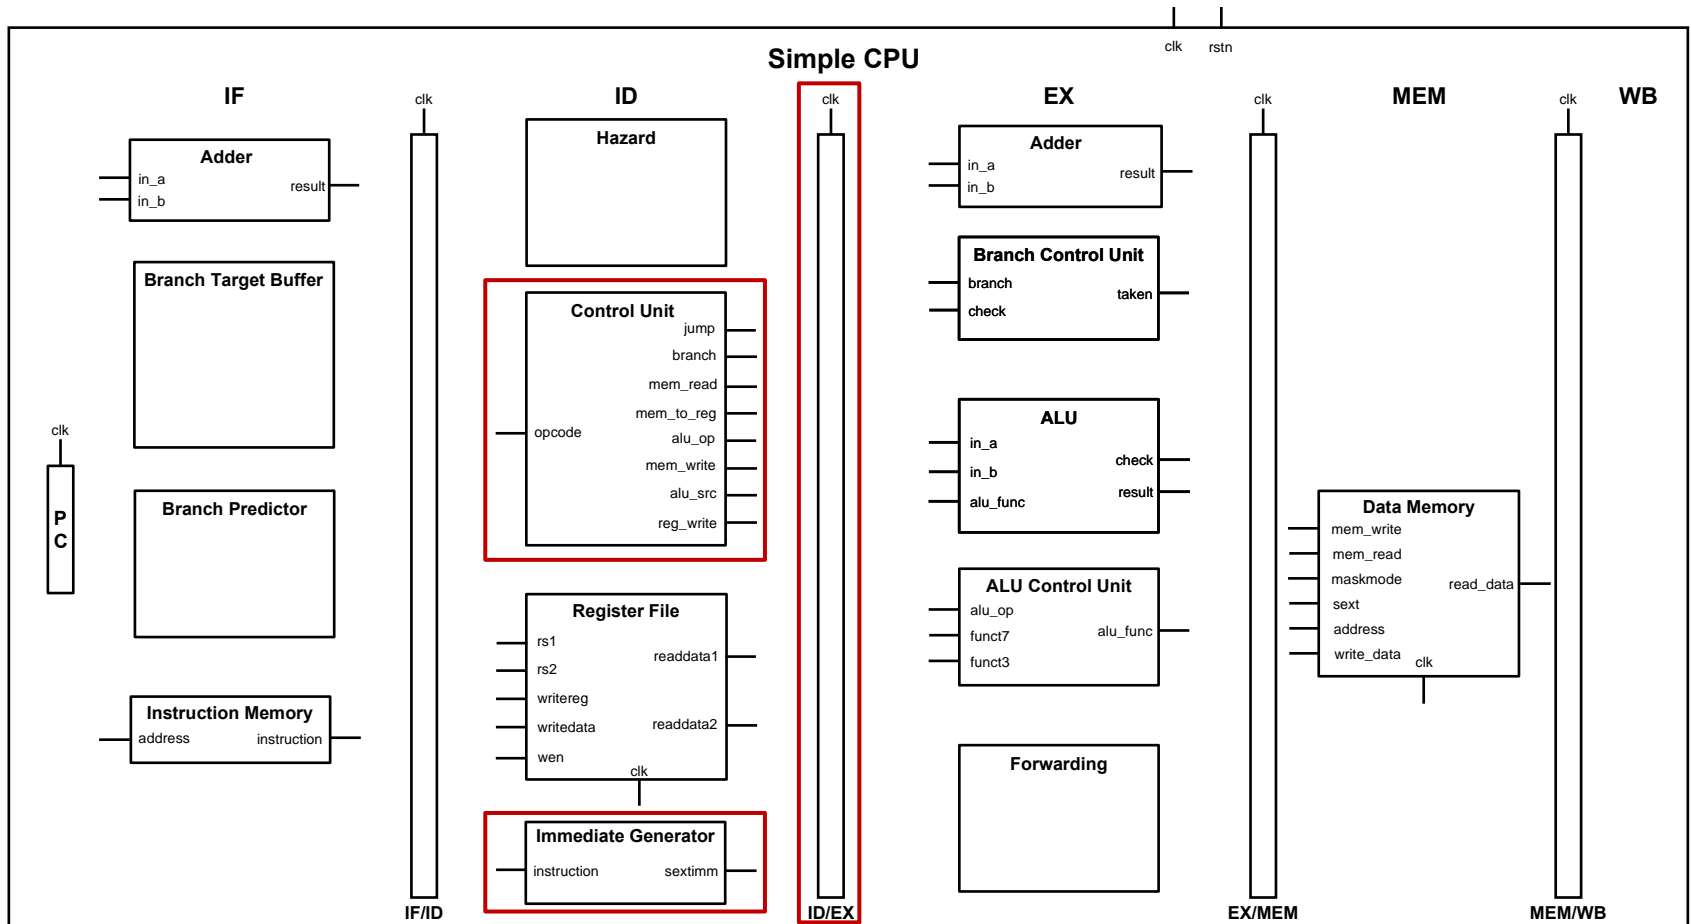 clk
rstn
Simple CPU
IF
ID
EX
MEM
WB
clk
clk
clk
clk
Adder
in_a
in_b
result
Branch Target Buffer
clk
P
C
Branch Predictor
Instruction Memory
address
instruction
IF/ID
Hazard
Control Unit
jump
branch
mem_read
mem_to_reg
opcode
alu_op
mem_write
alu_src
reg_write
Register File
rs1
readdata1
rs2
writereg
writedata
readdata2
wen
clk
Immediate Generator
instruction
sextimm
ID/EX
Adder
in_a
result
in_b
Branch Control Unit
branch
taken
check
ALU
in_a
check
in_b
result
alu_func
ALU Control Unit
alu_op
funct7
alu_func
funct3
Forwarding
EX/MEM
Data Memory
mem_write
mem_read
maskmode
read_data
sext
address
write_data
clk
MEM/WB